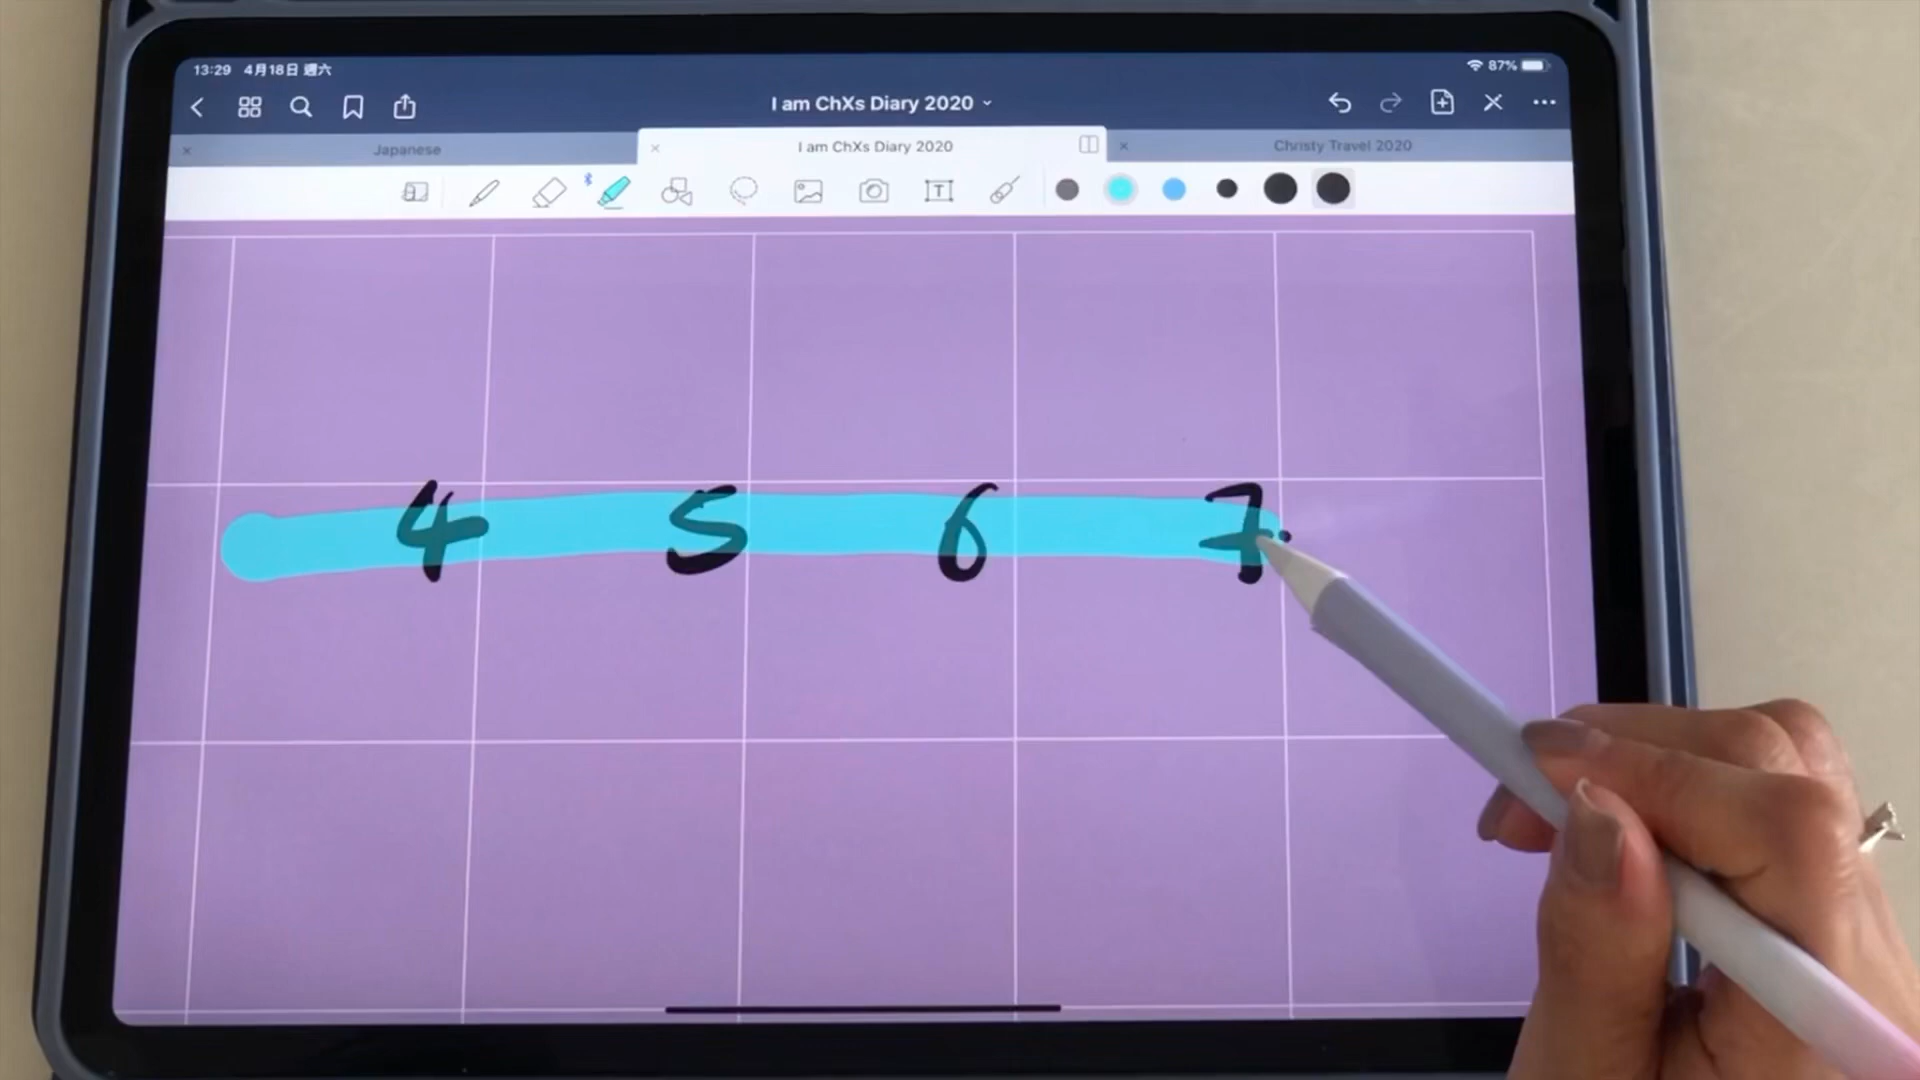 13:29 4月18日 週六
87%
I am ChXs Diary 2020
Japanese
I am ChXs Diary 2020
Christy Travel 2020
T
4 5 6 7